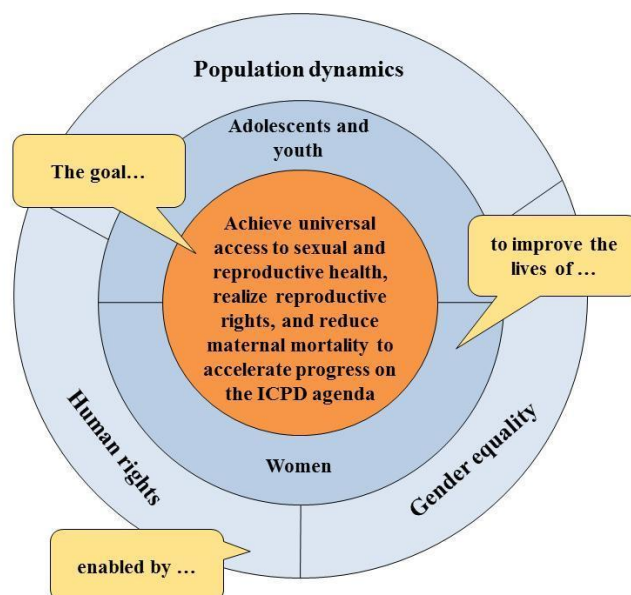 Population dynamics
Adolescents and
youth
The goal…
Achieve universal
access to sexual and
reproductive health,
realize reproductive
rights, and reduce
maternal mortality to
accelerate progress on
the ICPD agenda
to improve the
lives of …
Women
Human rights
Gender equality
enabled by …